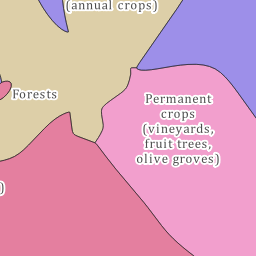 (annual crops)
Forests
Permanent
crops
(vineyards,
fruit trees,
olive groves)
)